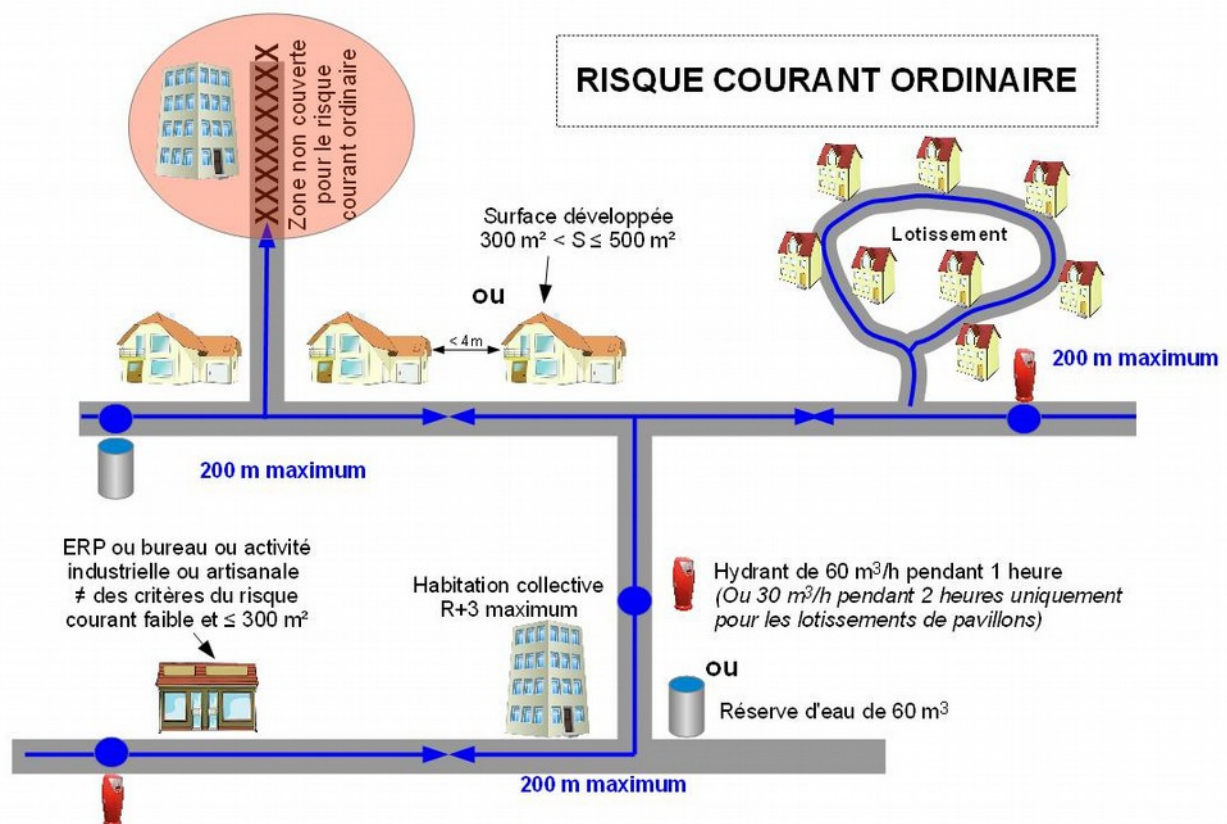 RISQUE COURANT ORDINAIRE
XXXXXXXXXX
Zone non couverte
pour le risque
courant ordinaire
Surface développée
300 m² < S ≤ 500 m²
ou
< 4m
Lotissement
200 m maximum
200 m maximum
ERP ou bureau ou activité
industrielle ou artisanale
≠ des critères du risque
courant faible et ≤ 300 m²
Habitation collective
R+3 maximum
Hydrant de 60 m³/h pendant 1 heure
(Ou 30 m³/h pendant 2 heures uniquement
pour les lotissements de pavillons)
ou
Réserve d'eau de 60 m³
200 m maximum